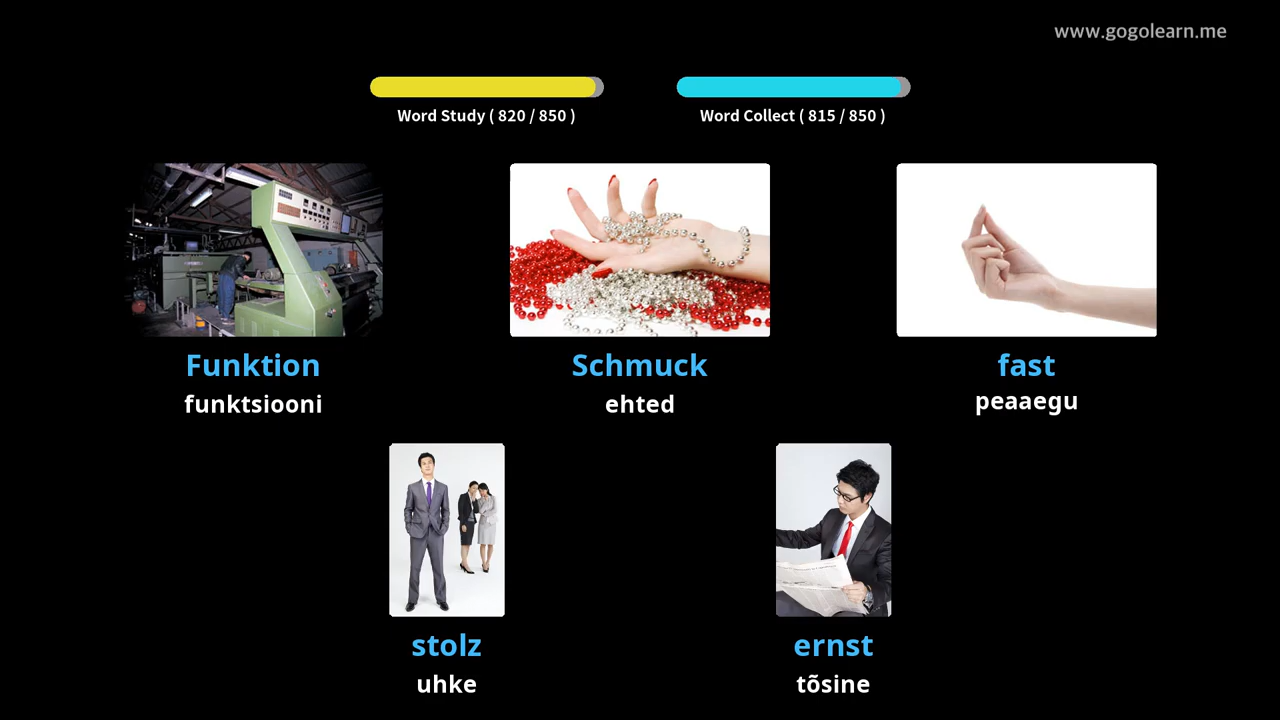 www.gogolearn.me
Word Study ( 820 / 850 )
Word Collect ( 815 / 850 )
Funktion
funktsiooni
Schmuck
ehted
fast
peaaegu
stolz
uhke
ernst
tõsine